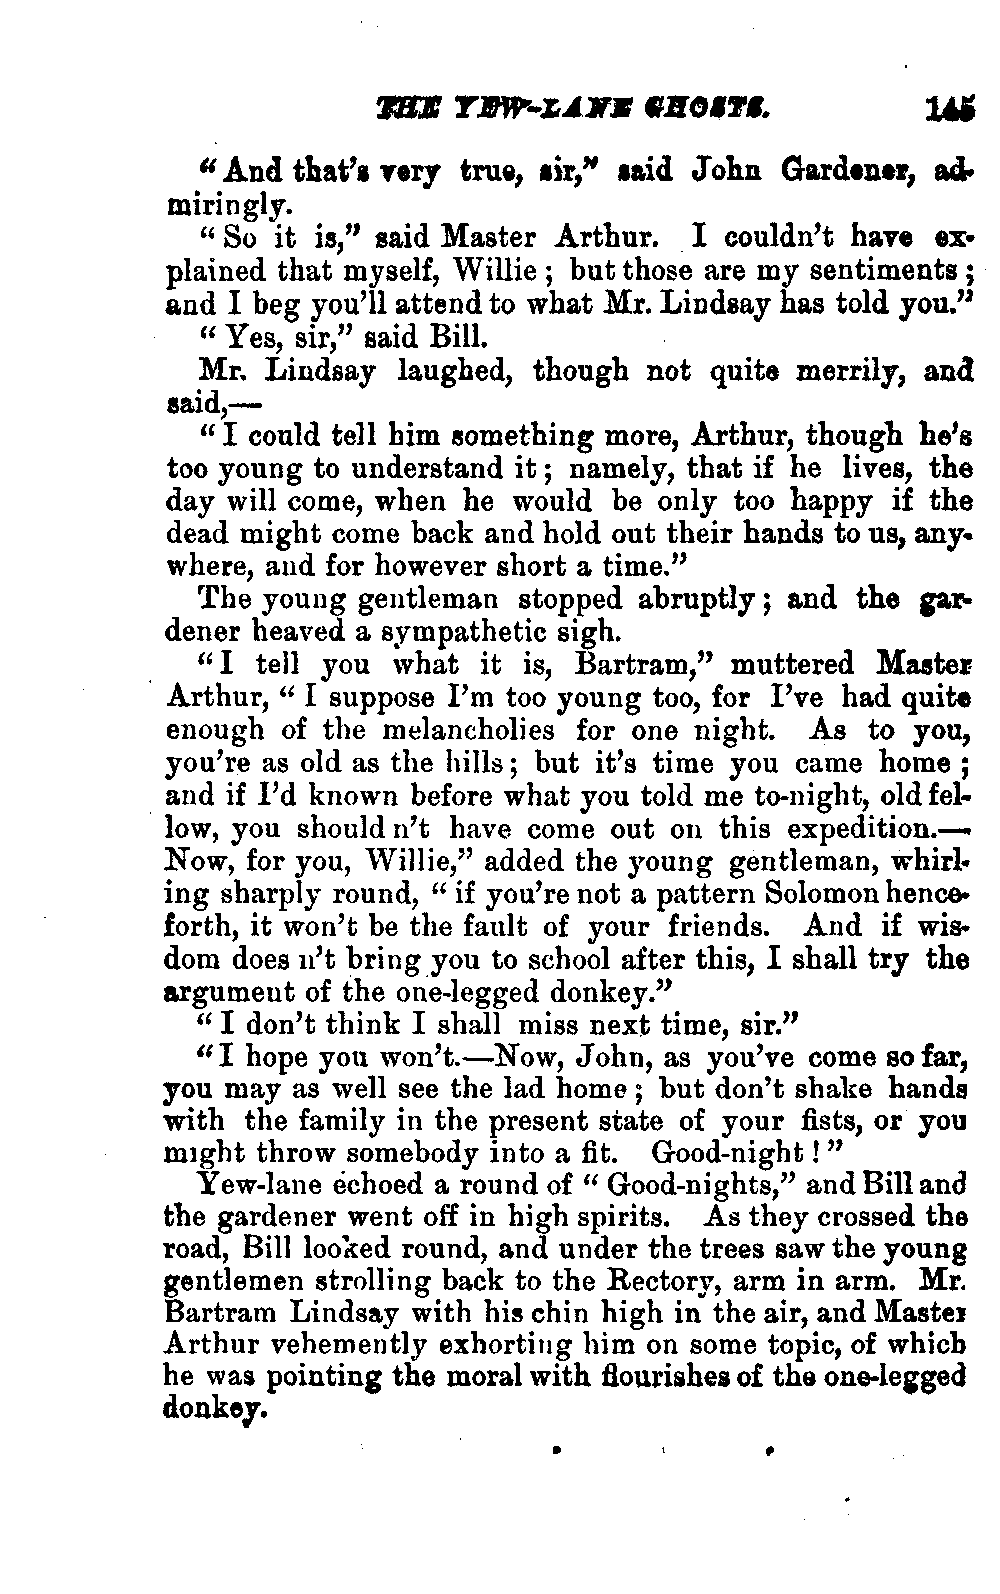 THE YEW-LANE GHOSTS. 145
“And that’s very true, sir,” said John Gardener, ad-
miringly.
“So it is,” said Master Arthur. I couldn’t have ex-
plained that myself, Willie; but those are my sentiments;
and I beg you’ll attend to what Mr. Lindsay has told you.”
“Yes, sir,” said Bill.
Mr. Lindsay laughed, though not quite merrily, and
said,—
“I could tell him something more, Arthur, though he’s
too young to understand it; namely, that if he lives, the
day will come, when he would be only too happy if the
dead might come back and hold out their hands to us, any-
where, and for however short a time.”
The young gentleman stopped abruptly; and the gar-
dener heaved a sympathetic sigh.
“I tell you what it is, Bartram,” muttered Master
Arthur, “I suppose I’m too young too, for I’ve had quite
enough of the melancholies for one night. As to you,
you’re as old as the hills; but it’s time you came home;
and if I’d known before what you told me to-night, old fel-
low, you should n’t have come out on this expedition.—
Now, for you, Willie,” added the young gentleman, whirl-
ing sharply round, “if you’re not a pattern Solomon hence-
forth, it won’t be the fault of your friends. And if wis-
dom does n’t bring you to school after this, I shall try the
argument of the one-legged donkey.”
“I don’t think I shall miss next time, sir.”
“I hope you won’t.—Now, John, as you’ve come so far,
you may as well see the lad home; but don’t shake hands
with the family in the present state of your fists, or you
might throw somebody into a fit. Good-night!”
Yew-lane echoed a round of “Good-nights,” and Bill and
the gardener went off in high spirits. As they crossed the
road, Bill looked round, and under the trees saw the young
gentlemen strolling back to the Rectory, arm in arm. Mr.
Bartram Lindsay with his chin high in the air, and Master
Arthur vehemently exhorting him on some topic, of which
he was pointing the moral with flourishes of the one-legged
donkey.